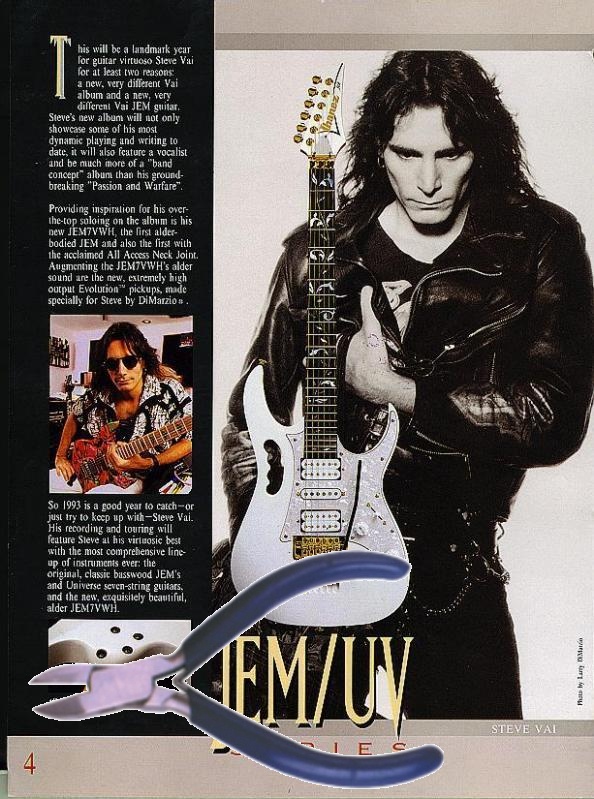 This will be a landmark year
for guitar virtuoso Steve Vai
for at least two reasons:
a new, very different Vai
album and a new, very
different Vai JEM guitar.
Steve's new album will not only
showcase some of his most
dynamic playing and writing to
date, it will also feature a vocalist
and be much more of a "band
concept" album than his ground-
breaking "Passion and Warfare".
Providing inspiration for his over-
the-top soloing on the album is his
new JEM7VWH, the first alder-
bodied JEM and also the first with
the acclaimed All Access Neck Joint.
Augmenting the JEM7VWH's alder
sound are the new, extremely high
output Evolution™ pickups, made
specially for Steve by DiMarzio®.
So 1993 is a good year to catch—or
just try to keep up with—Steve Vai.
His recording and touring will
feature Steve at his virtuosic best
with the most comprehensive line-
up of instruments ever: the
original, classic basswood JEM's
and Universe seven-string guitars,
and the new, exquisitely beautiful,
alder JEM7VWH.
Ibanez
JEM/UV
SERIES
Photo by Larry DiMarzio
STEVE VAI
4